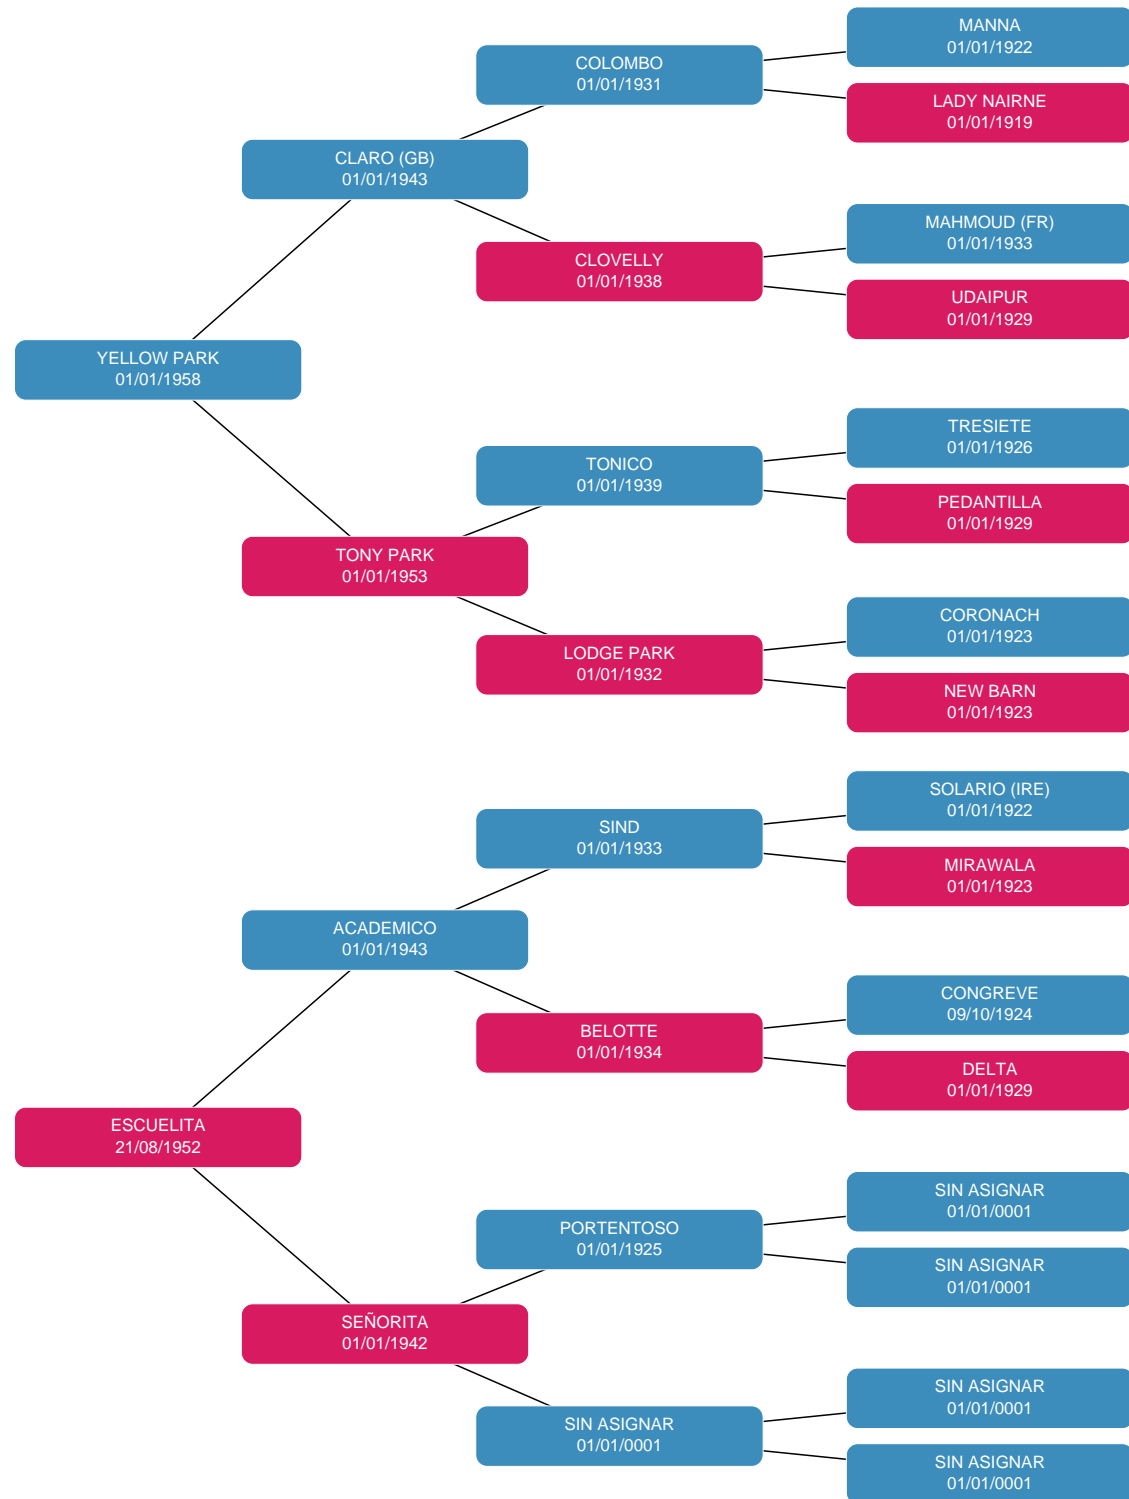 MANNA
01/01/1922
COLOMBO
01/01/1931
LADY NAIRNE
01/01/1919
CLARO (GB)
01/01/1943
MAHMOUD (FR)
01/01/1933
CLOVELLY
01/01/1938
UDAIPUR
01/01/1929
YELLOW PARK
01/01/1958
TRESIETE
01/01/1926
TONICO
01/01/1939
PEDANTILLA
01/01/1929
TONY PARK
01/01/1953
CORONACH
01/01/1923
LODGE PARK
01/01/1932
NEW BARN
01/01/1923
SOLARIO (IRE)
01/01/1922
SIND
01/01/1933
MIRAWALA
01/01/1923
ACADEMICO
01/01/1943
CONGREVE
09/10/1924
BELOTTE
01/01/1934
DELTA
01/01/1929
ESCUELITA
21/08/1952
SIN ASIGNAR
01/01/0001
PORTENTOSO
01/01/1925
SIN ASIGNAR
01/01/0001
SEÑORITA
01/01/1942
SIN ASIGNAR
01/01/0001
SIN ASIGNAR
01/01/0001
SIN ASIGNAR
01/01/0001